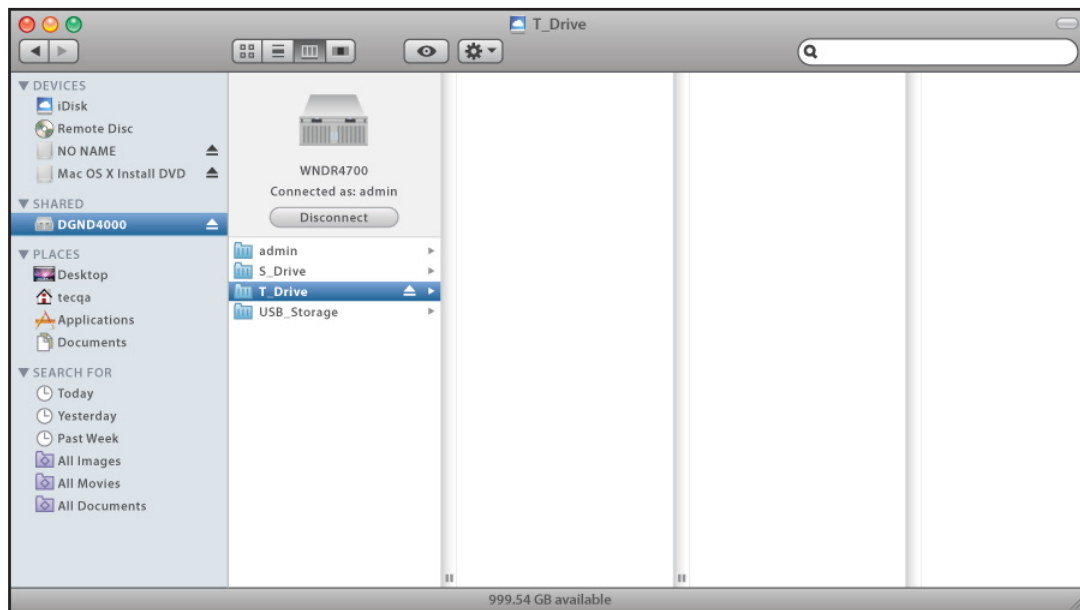 T_Drive
DEVICES
iDisk
Remote Disc
NO NAME
Mac OS X Install DVD
SHARED
DGND4000
PLACES
Desktop
tecqa
Applications
Documents
SEARCH FOR
Today
Yesterday
Past Week
All Images
All Movies
All Documents
WNDR4700
Connected as: admin
Disconnect
admin
S_Drive
T_Drive
USB_Storage
999.54 GB available